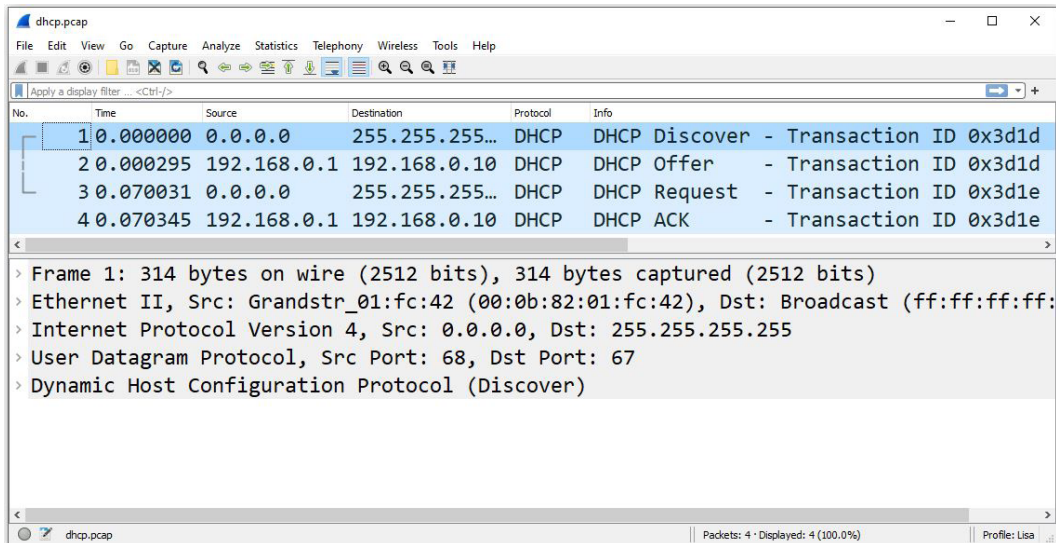 dhcp.pcap
File Edit View Go Capture Analyze Statistics Telephony Wireless Tools Help
Apply a display filter ... <Ctrl-/>
No. Time Source Destination Protocol Info
1 0.000000 0.0.0.0 255.255.255… DHCP DHCP Discover - Transaction ID 0x3d1d
2 0.000295 192.168.0.1 192.168.0.10 DHCP DHCP Offer - Transaction ID 0x3d1d
3 0.070031 0.0.0.0 255.255.255… DHCP DHCP Request - Transaction ID 0x3d1e
4 0.070345 192.168.0.1 192.168.0.10 DHCP DHCP ACK - Transaction ID 0x3d1e
Frame 1: 314 bytes on wire (2512 bits), 314 bytes captured (2512 bits)
Ethernet II, Src: Grandstr_01:fc:42 (00:0b:82:01:fc:42), Dst: Broadcast (ff:ff:ff:ff:
Internet Protocol Version 4, Src: 0.0.0.0, Dst: 255.255.255.255
User Datagram Protocol, Src Port: 68, Dst Port: 67
Dynamic Host Configuration Protocol (Discover)
dhcp.pcap Packets: 4 · Displayed: 4 (100.0%) Profile: Lisa